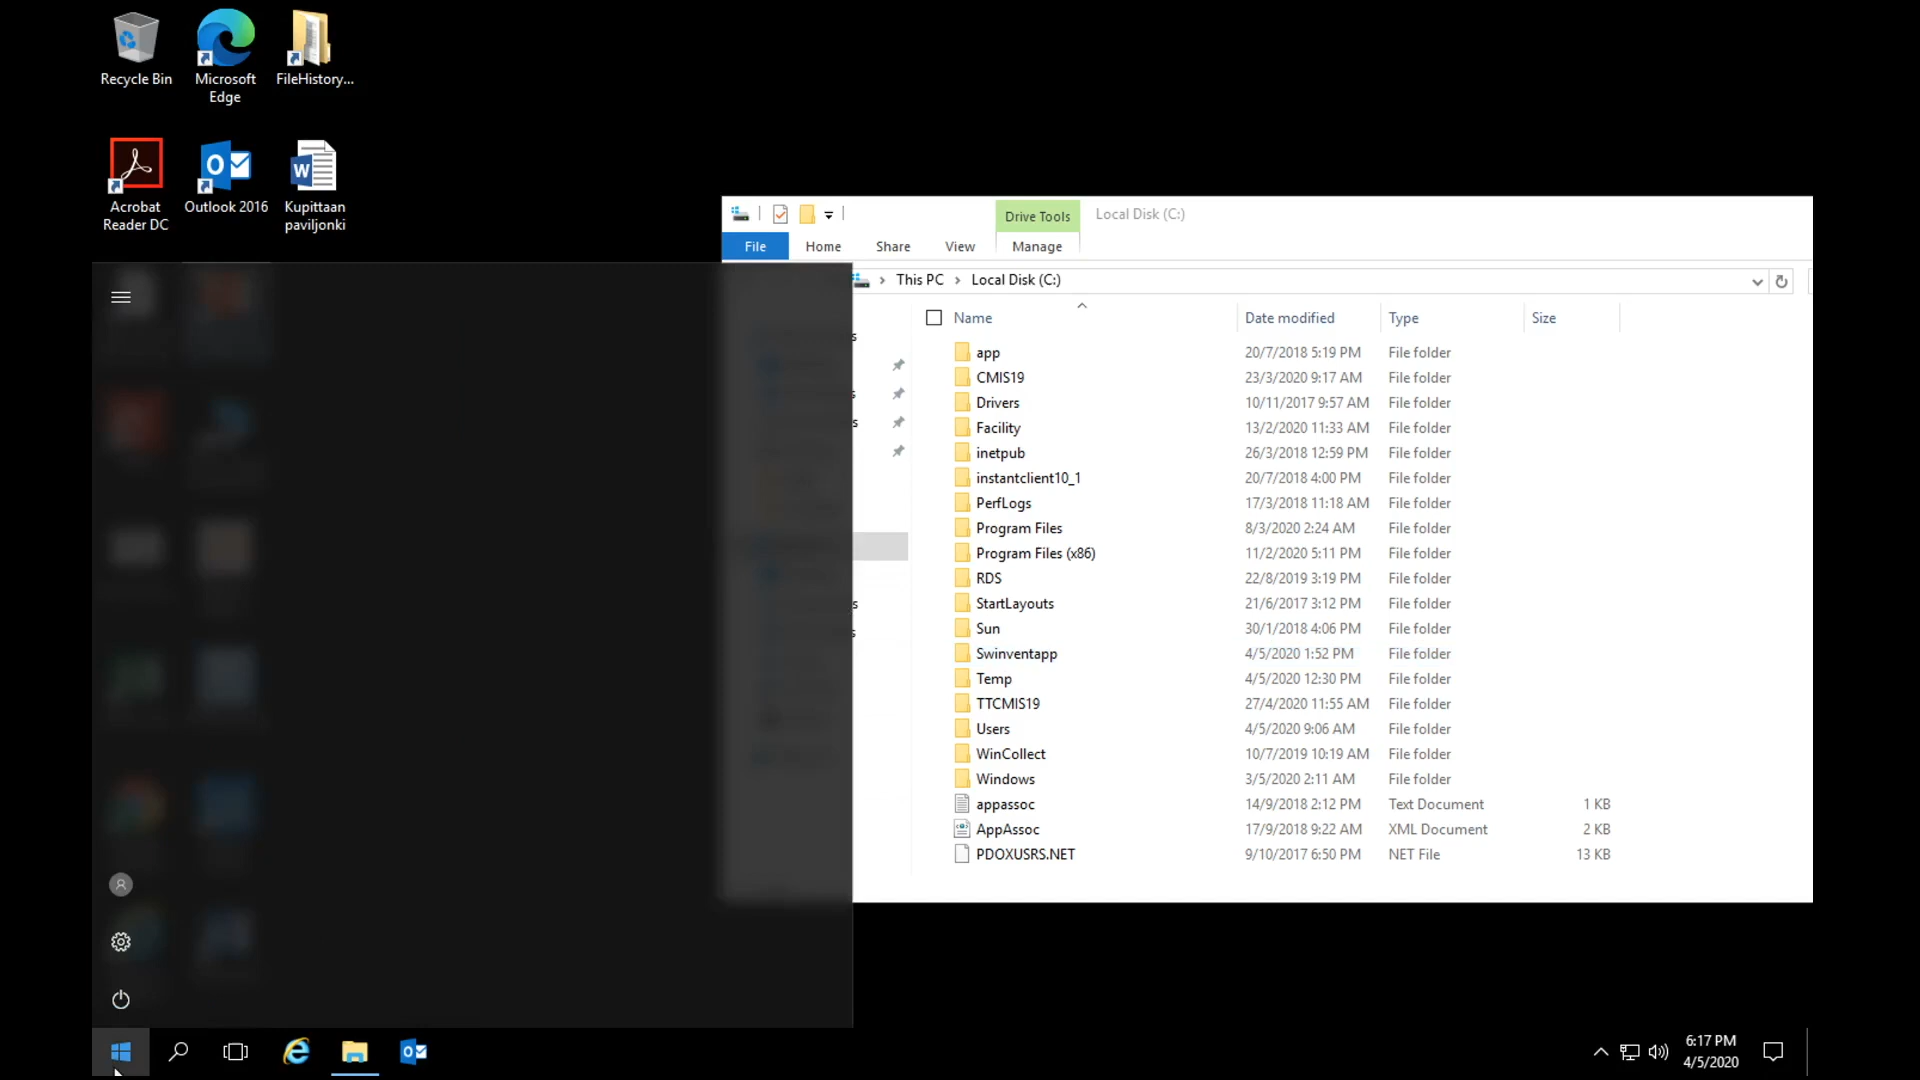 Recycle Bin
Microsoft
Edge
FileHistory...
Acrobat
Reader DC
Outlook 2016
Kupittaan
paviljonki
Drive Tools
Local Disk (C:)
File
Home
Share
View
Manage
This PC > Local Disk (C:)
Name Date modified Type Size
app 20/7/2018 5:19 PM File folder
CMIS19 23/3/2020 9:17 AM File folder
Drivers 10/11/2017 9:57 AM File folder
Facility 13/2/2020 11:33 AM File folder
inetpub 26/3/2018 12:59 PM File folder
instantclient10_1 20/7/2018 4:00 PM File folder
PerfLogs 17/3/2018 11:18 AM File folder
Program Files 8/3/2020 2:24 AM File folder
Program Files (x86) 11/2/2020 5:11 PM File folder
RDS 22/8/2019 3:19 PM File folder
StartLayouts 21/6/2017 3:12 PM File folder
Sun 30/1/2018 4:06 PM File folder
Swinventapp 4/5/2020 1:52 PM File folder
Temp 4/5/2020 12:30 PM File folder
TTCMIS19 27/4/2020 11:55 AM File folder
Users 4/5/2020 9:06 AM File folder
WinCollect 10/7/2019 10:19 AM File folder
Windows 3/5/2020 2:11 AM File folder
appassoc 14/9/2018 2:12 PM Text Document 1 KB
AppAssoc 17/9/2018 9:22 AM XML Document 2 KB
PDOXUSRS.NET 9/10/2017 6:50 PM NET File 13 KB
6:17 PM
4/5/2020